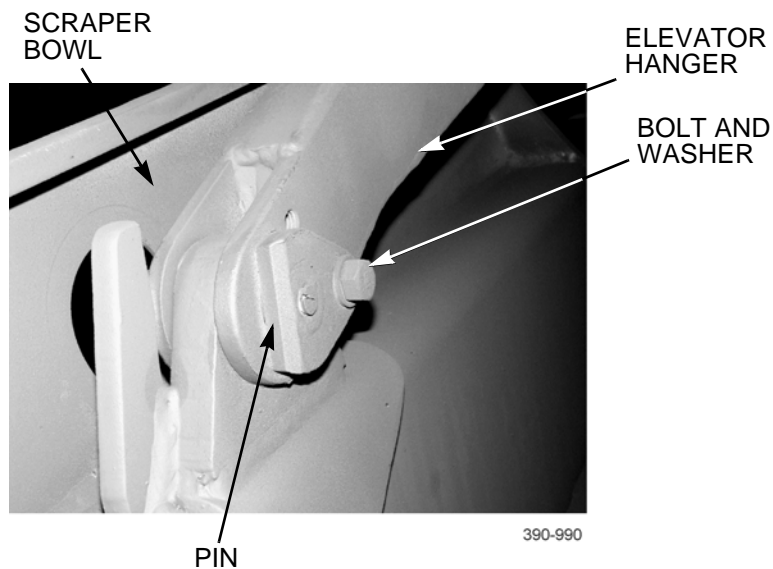 SCRAPER
BOWL
ELEVATOR
HANGER
BOLT AND
WASHER
390-990
PIN